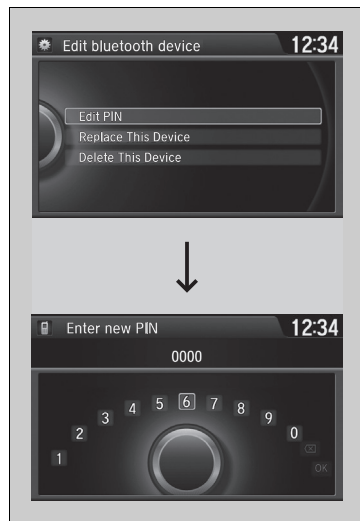 Edit bluetooth device 12:34
Edit PIN
Replace This Device
Delete This Device
Enter new PIN 12:34
0000
1 2 3 4 5 6 7 8 9 0
OK